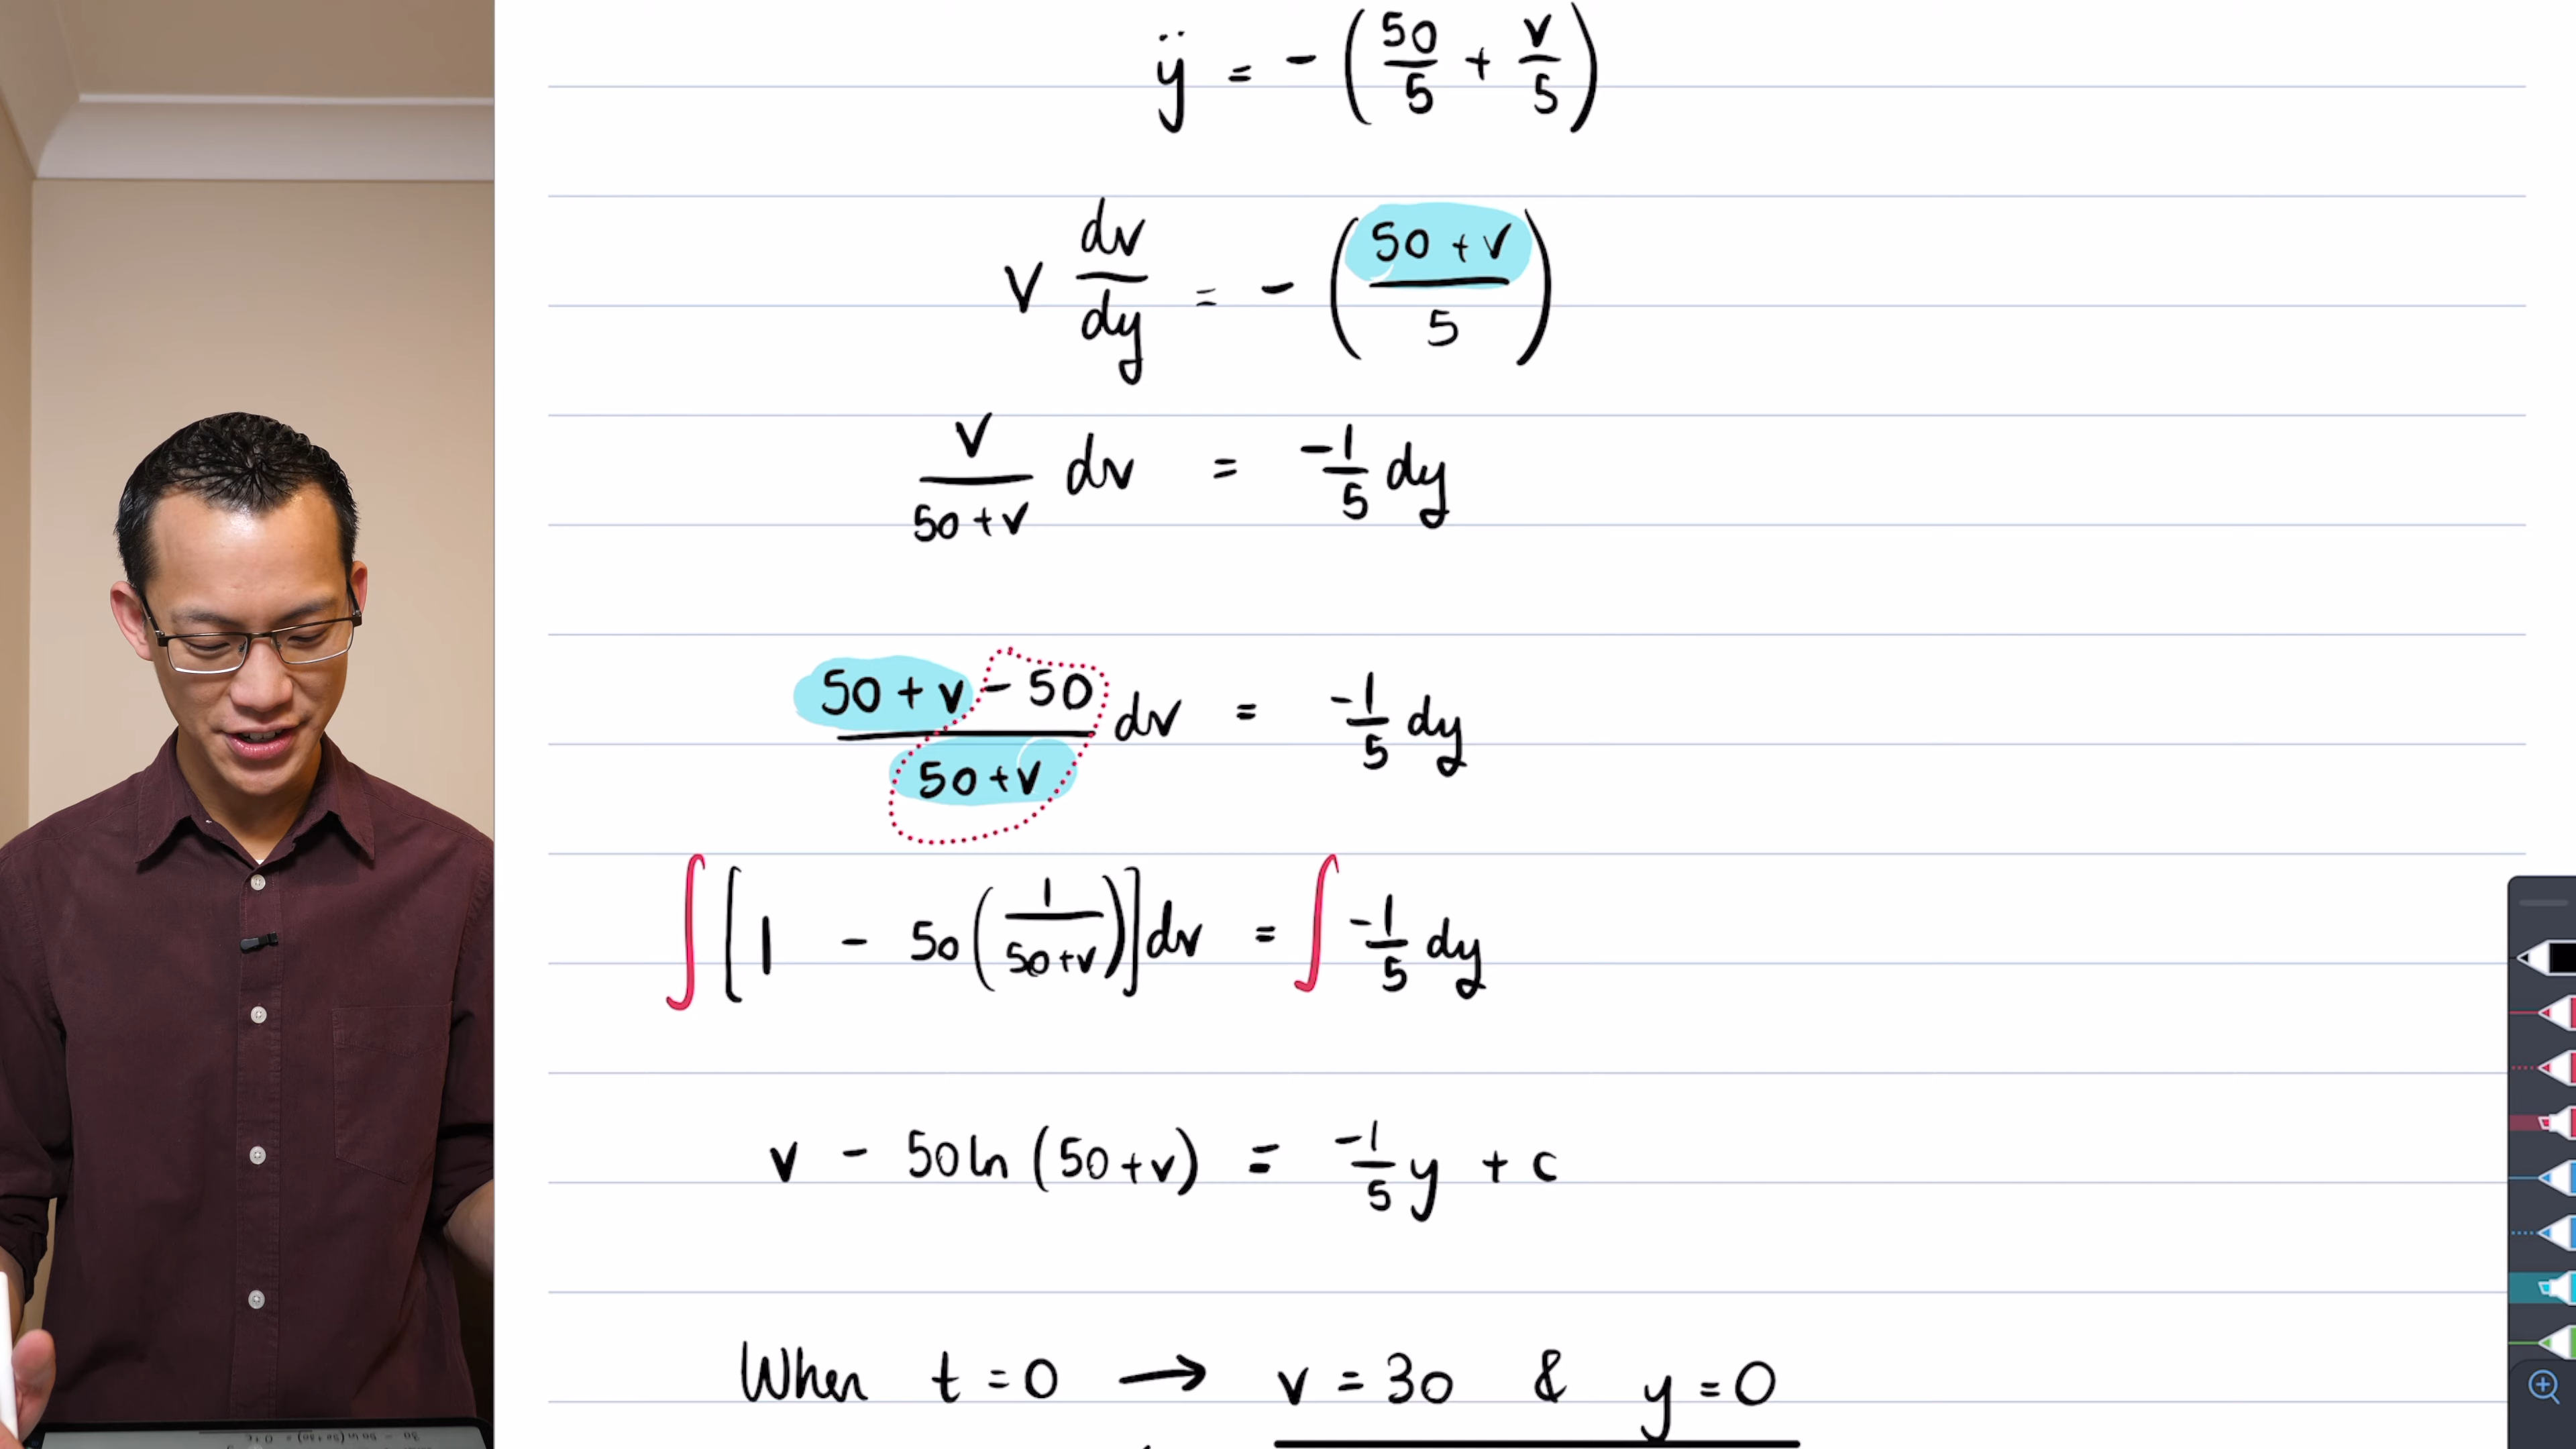 ÿ = - (50/5 + v/5)
v dv/dy = - ((50 + v)/5)
v/(50 + v) dv = -1/5 dy
(50 + v - 50)/(50 + v) dv = -1/5 dy
∫ [1 - 50 (1/(50 + v))] dv = ∫ -1/5 dy
v - 50 ln (50 + v) = -1/5 y + c
When t = 0 → v = 30 & y = 0